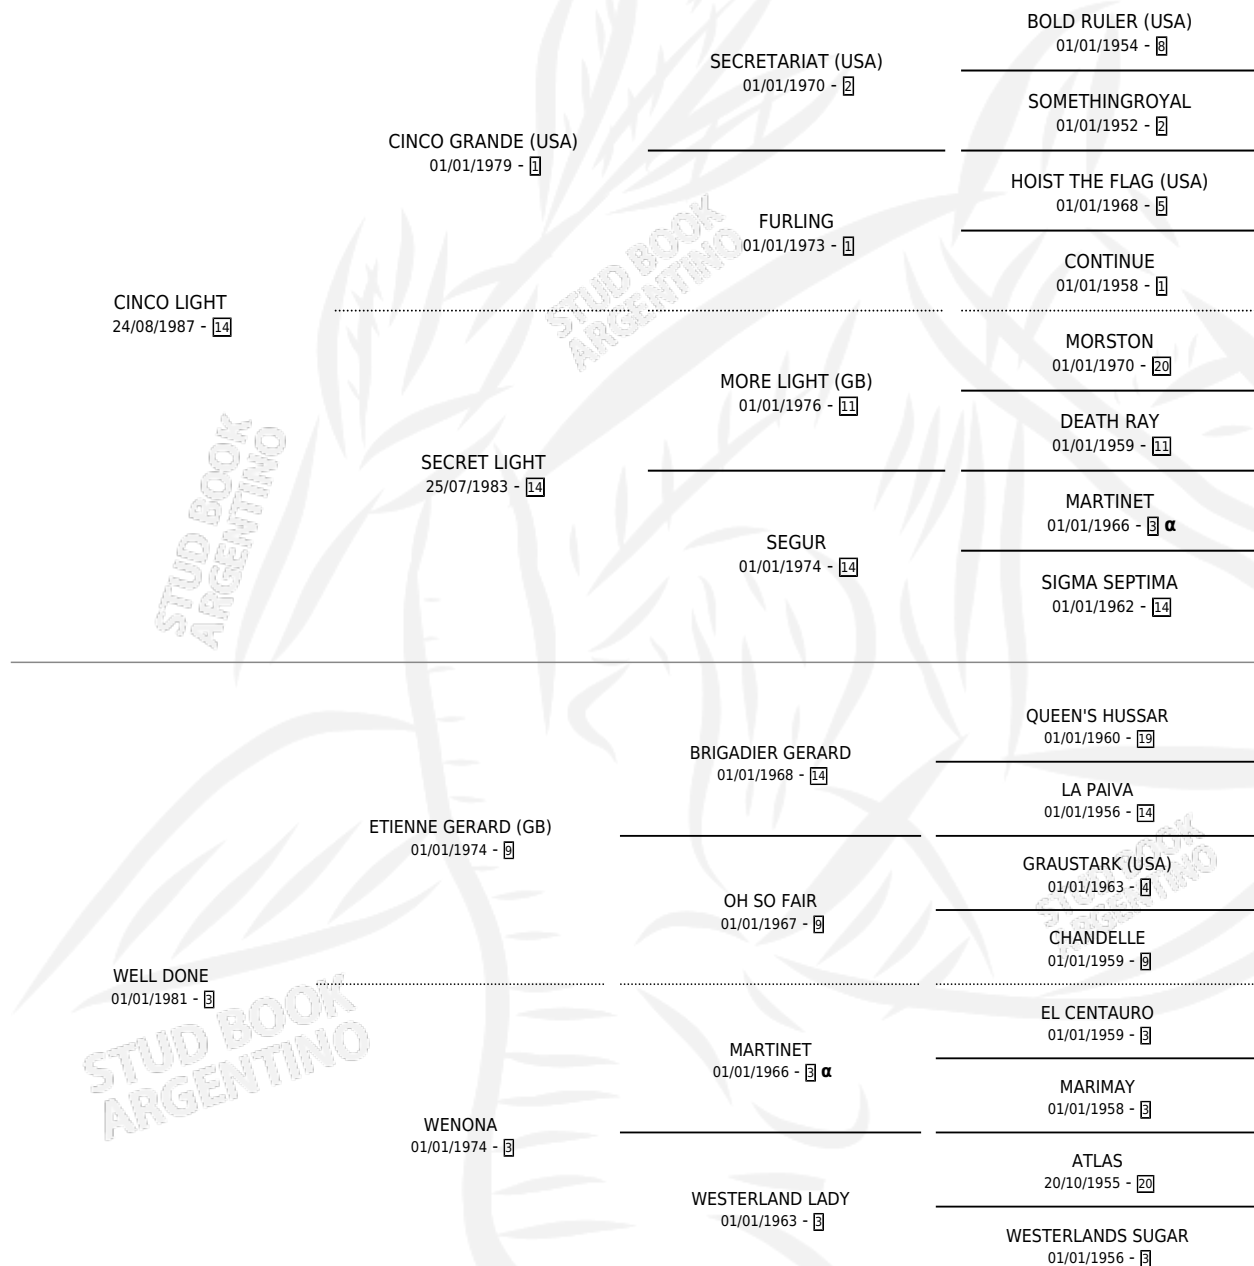 BOLD RULER (USA)
01/01/1954 - 8
SECRETARIAT (USA)
01/01/1970 - 2
SOMETHINGROYAL
01/01/1952 - 2
CINCO GRANDE (USA)
01/01/1979 - 1
HOIST THE FLAG (USA)
01/01/1968 - 5
FURLING
01/01/1973 - 1
CONTINUE
01/01/1958 - 1
STUD BOOK
ARGENTINO
CINCO LIGHT
24/08/1987 - 14
MORSTON
01/01/1970 - 20
MORE LIGHT (GB)
01/01/1976 - 11
DEATH RAY
01/01/1959 - 11
SECRET LIGHT
25/07/1983 - 14
STUD BOOK
ARGENTINO
MARTINET
01/01/1966 - 3 α
SEGUR
01/01/1974 - 14
SIGMA SEPTIMA
01/01/1962 - 14
QUEEN'S HUSSAR
01/01/1960 - 19
BRIGADIER GERARD
01/01/1968 - 14
LA PAIVA
01/01/1956 - 14
ETIENNE GERARD (GB)
01/01/1974 - 9
GRAUSTARK (USA)
01/01/1963 - 4
STUD BOOK
ARGENTINO
OH SO FAIR
01/01/1967 - 9
CHANDELLE
01/01/1959 - 9
WELL DONE
01/01/1981 - 3
STUD BOOK
ARGENTINO
EL CENTAURO
01/01/1959 - 3
MARTINET
01/01/1966 - 3 α
MARIMAY
01/01/1958 - 3
WENONA
01/01/1974 - 3
ATLAS
20/10/1955 - 20
WESTERLAND LADY
01/01/1963 - 3
WESTERLANDS SUGAR
01/01/1956 - 3